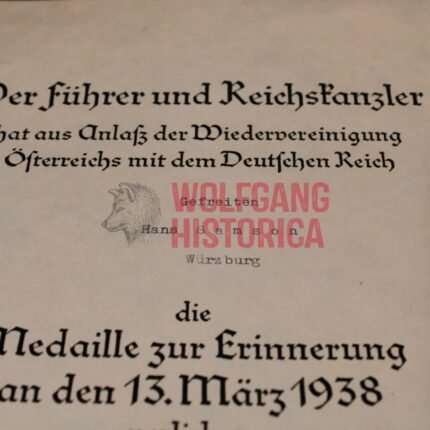 Der Führer und Reichskanzler
hat aus Anlaß der Wiedervereinigung
Österreichs mit dem Deutschen Reich
Gefreiten
Hans Samson
Würzburg
WOLFGANG
HISTORICA
die
Medaille zur Erinnerung
an den 13. März 1938